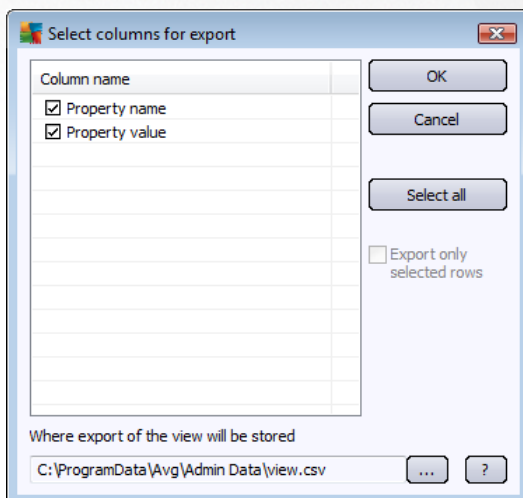 Select columns for export
Column name
Property name
Property value
OK
Cancel
Select all
Export only
selected rows
Where export of the view will be stored
C:\ProgramData\Avg\Admin Data\view.csv
...
?